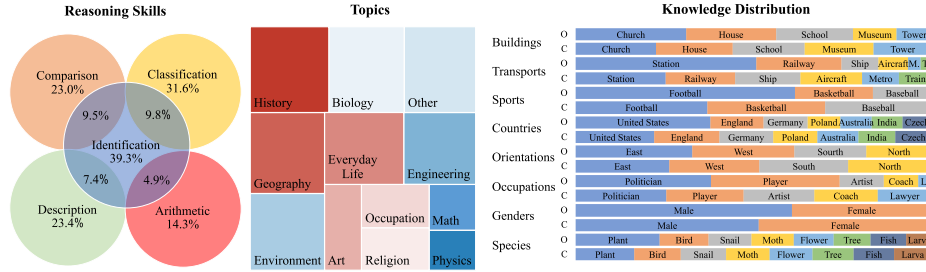 Reasoning Skills
Comparison
23.0%
Classification
31.6%
9.5%
9.8%
Identification
39.3%
7.4%
4.9%
Description
23.4%
Arithmetic
14.3%
Topics
History
Biology
Other
Geography
Everyday
Life
Engineering
Environment
Art
Occupation
Religion
Math
Physics
Knowledge Distribution
Buildings
O Church House School Museum Tower
C Church House School Museum Tower
Transports
O Station Railway Ship Aircraft M. T
C Station Railway Ship Aircraft Metro Train
Sports
O Football Basketball Baseball
C Football Basketball Baseball
Countries
O United States England Germany Poland Australia India Czech
C United States England Germany Poland Australia India Czech
Orientations
O East West South North
C East West South North
Occupations
O Politician Player Artist Coach L
C Politician Player Artist Coach Lawyer
Genders
O Male Female
C Male Female
Species
O Plant Bird Snail Moth Flower Tree Fish Larv
C Plant Bird Snail Moth Flower Tree Fish Larva